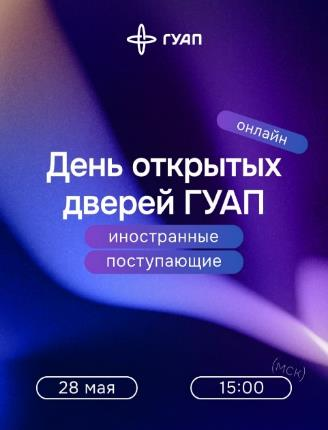 ГУАП
онлайн
День открытых
дверей ГУАП
иностранные
поступающие
(МСК)
28 мая
15:00